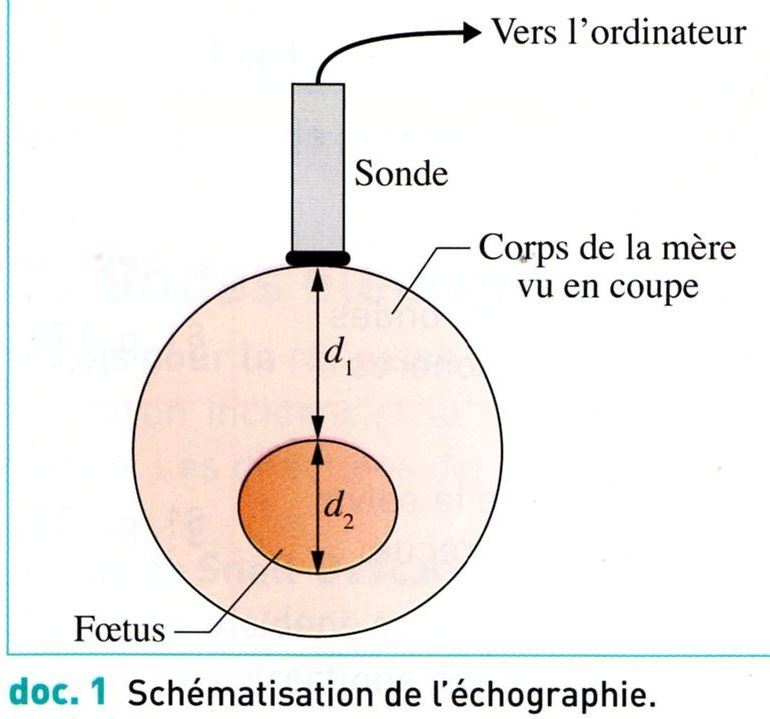 Vers l'ordinateur
Sonde
Corps de la mère
vu en coupe
d1
d2
Fœtus
doc. 1 Schématisation de l'échographie.